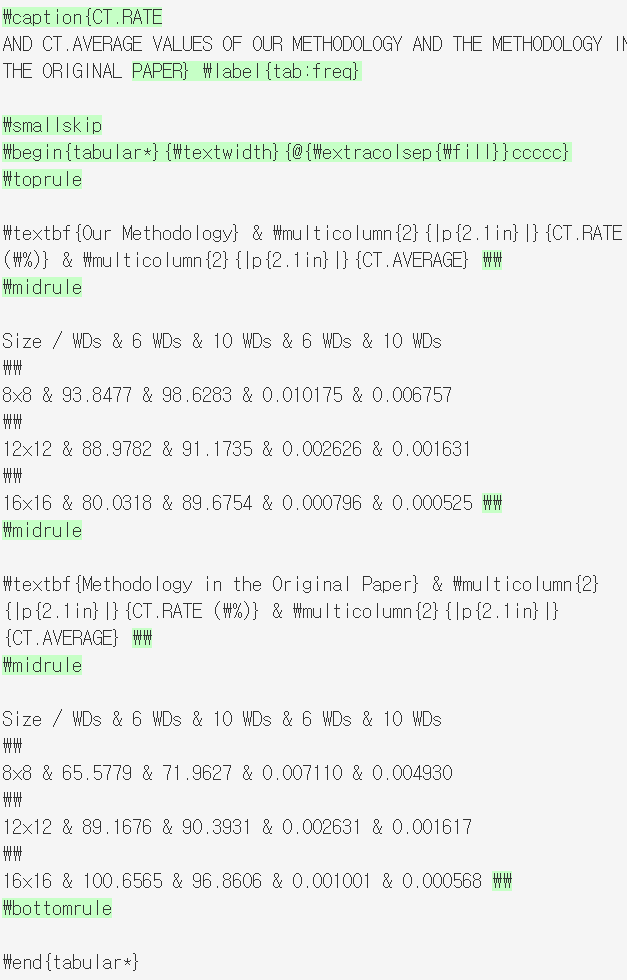 ₩caption{CT.RATE
AND CT.AVERAGE VALUES OF OUR METHODOLOGY AND THE METHODOLOGY IN
THE ORIGINAL PAPER} ₩label{tab:freq}
₩smallskip
₩begin{tabular*}{₩textwidth}{@{₩extracolsep{₩fill}}ccccc}
₩toprule
₩textbf{Our Methodology} & ₩multicolumn{2}{|p{2.1in}|}{CT.RATE
(₩%)} & ₩multicolumn{2}{|p{2.1in}|}{CT.AVERAGE} ₩₩
₩midrule
Size / WDs & 6 WDs & 10 WDs & 6 WDs & 10 WDs
₩₩
8x8 & 93.8477 & 98.6283 & 0.010175 & 0.006757
₩₩
12x12 & 88.9782 & 91.1735 & 0.002626 & 0.001631
₩₩
16x16 & 80.0318 & 89.6754 & 0.000796 & 0.000525 ₩₩
₩midrule
₩textbf{Methodology in the Original Paper} & ₩multicolumn{2}
{|p{2.1in}|}{CT.RATE (₩%)} & ₩multicolumn{2}{|p{2.1in}|}
{CT.AVERAGE} ₩₩
₩midrule
Size / WDs & 6 WDs & 10 WDs & 6 WDs & 10 WDs
₩₩
8x8 & 65.5779 & 71.9627 & 0.007110 & 0.004930
₩₩
12x12 & 89.1676 & 90.3931 & 0.002631 & 0.001617
₩₩
16x16 & 100.6565 & 96.8606 & 0.001001 & 0.000568 ₩₩
₩bottomrule
₩end{tabular*}